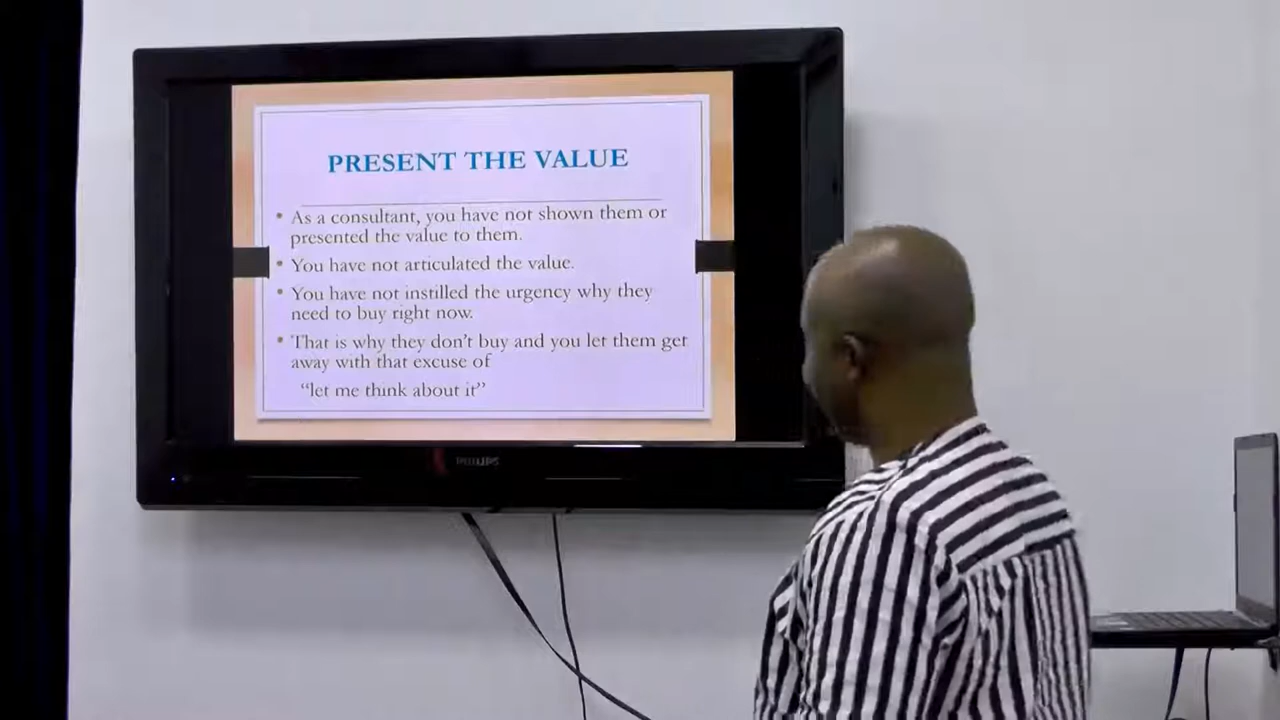 PRESENT THE VALUE
• As a consultant, you have not shown them or
presented the value to them.
• You have not articulated the value.
• You have not instilled the urgency why they
need to buy right now.
• That is why they don't buy and you let them get
away with that excuse of
“let me think about it”
PHILIPS